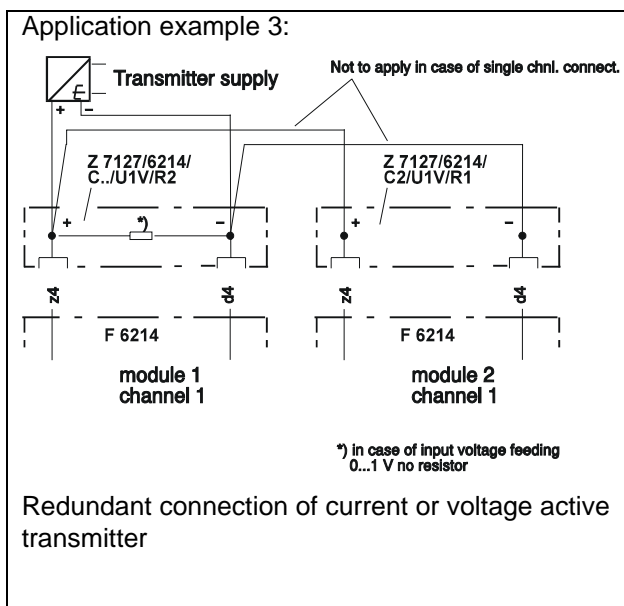 Application example 3:
Transmitter supply
Not to apply in case of single chnl. connect.
+ −
Z 7127/6214/
C../U1V/R2
Z 7127/6214/
C2/U1V/R1
+ *) −
+ −
z4 d4 z4 d4
F 6214 F 6214
module 1
channel 1
module 2
channel 1
*) in case of input voltage feeding
0...1 V no resistor
Redundant connection of current or voltage active
transmitter